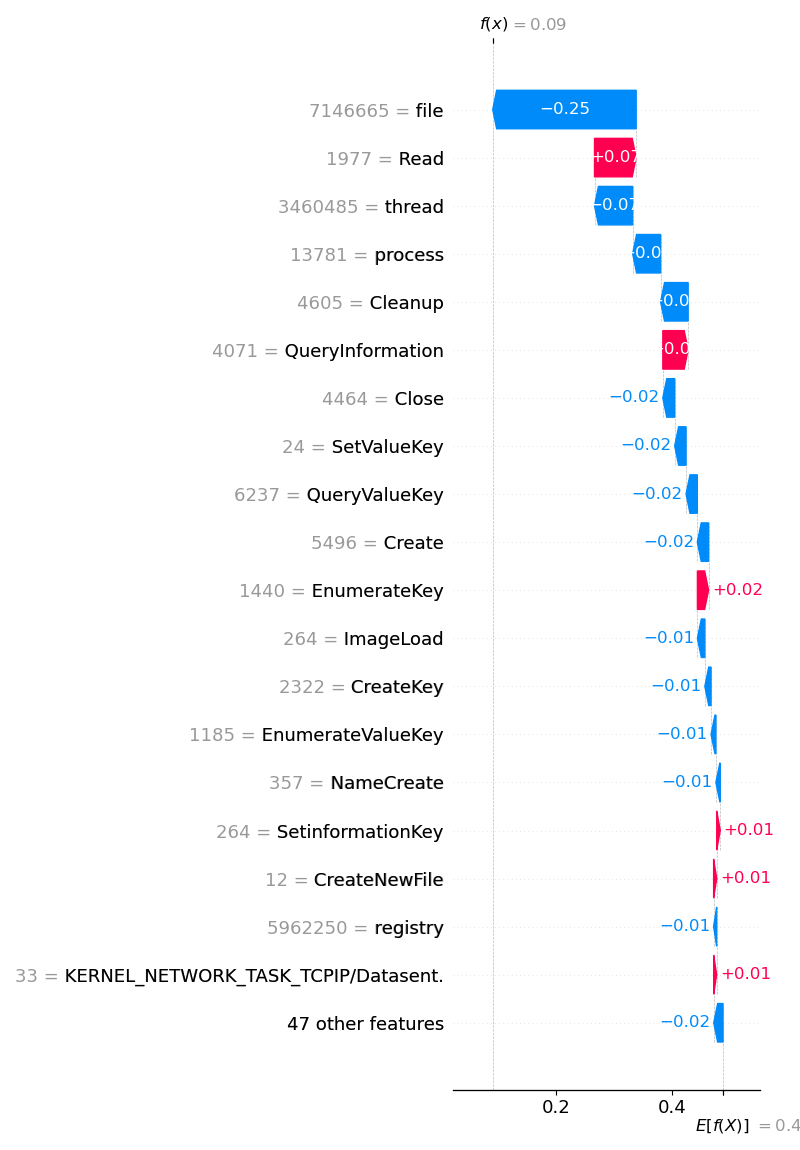 f(x) = 0.09
7146665 = file
−0.25
1977 = Read
+0.07
3460485 = thread
−0.07
13781 = process
4605 = Cleanup
4071 = QueryInformation
4464 = Close
−0.02
24 = SetValueKey
−0.02
6237 = QueryValueKey
−0.02
5496 = Create
−0.02
1440 = EnumerateKey
+0.02
264 = ImageLoad
−0.01
2322 = CreateKey
−0.01
1185 = EnumerateValueKey
−0.01
357 = NameCreate
−0.01
264 = SetinformationKey
+0.01
12 = CreateNewFile
+0.01
5962250 = registry
−0.01
33 = KERNEL_NETWORK_TASK_TCPIP/Datasent.
+0.01
47 other features
−0.02
0.2 0.4
E[f(X)] = 0.4